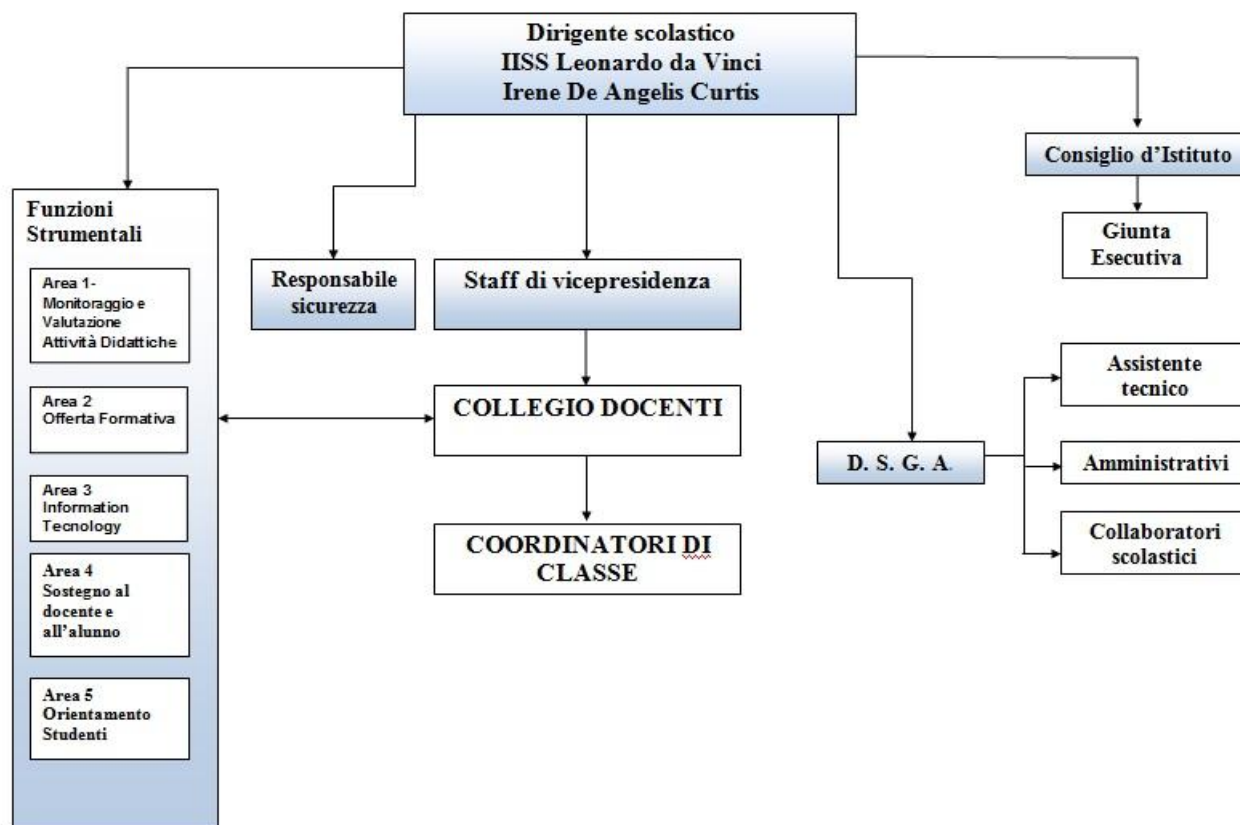 Dirigente scolastico
IISS Leonardo da Vinci
Irene De Angelis Curtis
Consiglio d’Istituto
Giunta
Esecutiva
Funzioni
Strumentali
Area 1-
Monitoraggio e
Valutazione
Attività Didattiche
Area 2
Offerta Formativa
Area 3
Information
Tecnology
Area 4
Sostegno al
docente e
all’alunno
Area 5
Orientamento
Studenti
Responsabile
sicurezza
Staff di vicepresidenza
COLLEGIO DOCENTI
COORDINATORI DI
CLASSE
D. S. G. A.
Assistente
tecnico
Amministrativi
Collaboratori
scolastici